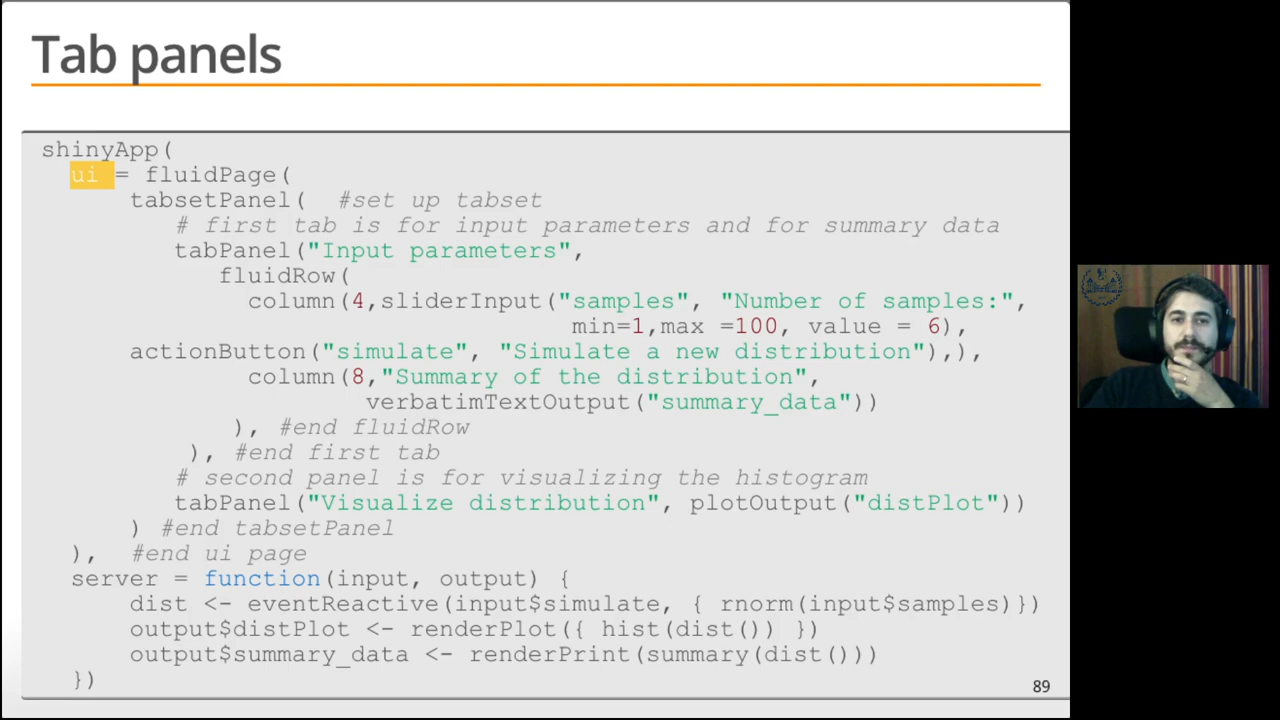 Tab panels
shinyApp(
ui = fluidPage(
tabsetPanel( #set up tabset
# first tab is for input parameters and for summary data
tabPanel("Input parameters",
fluidRow(
column(4,sliderInput("samples", "Number of samples:",
min=1,max =100, value = 6),
actionButton("simulate", "Simulate a new distribution"),),
column(8,"Summary of the distribution",
verbatimTextOutput("summary_data"))
), #end fluidRow
), #end first tab
# second panel is for visualizing the histogram
tabPanel("Visualize distribution", plotOutput("distPlot"))
) #end tabsetPanel
), #end ui page
server = function(input, output) {
dist <- eventReactive(input$simulate, { rnorm(input$samples)})
output$distPlot <- renderPlot({ hist(dist()) })
output$summary_data <- renderPrint(summary(dist()))
})
89